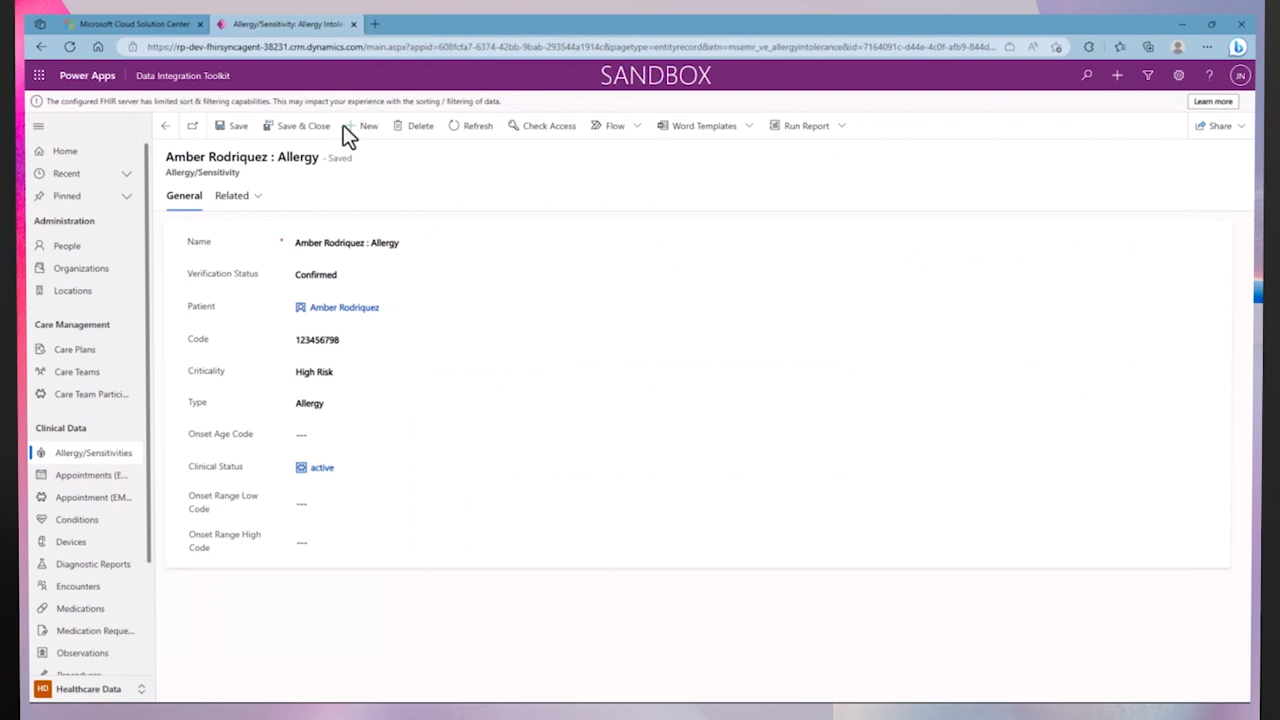 Microsoft Cloud Solution Center
Allergy/Sensitivity: Allergy Intole
https://rp-dev-fhirsyncagent-38231.crm.dynamics.com/main.aspx?appid=608fcfa7-6374-42bb-9bab-293544a1914c&pagetype=entityrecord&etn=msemr_ve_allergyintolerance&id=7164091c-d44e-4c0f-afb9-844d...
Power Apps
Data Integration Toolkit
SANDBOX
JN
The configured FHIR server has limited sort & filtering capabilities. This may impact your experience with the sorting / filtering of data.
Learn more
Save
Save & Close
New
Delete
Refresh
Check Access
Flow
Word Templates
Run Report
Share
Home
Recent
Pinned
Administration
People
Organizations
Locations
Care Management
Care Plans
Care Teams
Care Team Partici...
Clinical Data
Allergy/Sensitivities
Appointments (E...
Appointment (EM...
Conditions
Devices
Diagnostic Reports
Encounters
Medications
Medication Reque...
Observations
Procedures
HD Healthcare Data
Amber Rodriquez : Allergy - Saved
Allergy/Sensitivity
General
Related
Name * Amber Rodriquez : Allergy
Verification Status Confirmed
Patient Amber Rodriquez
Code 123456798
Criticality High Risk
Type Allergy
Onset Age Code ---
Clinical Status active
Onset Range Low
Code ---
Onset Range High
Code ---